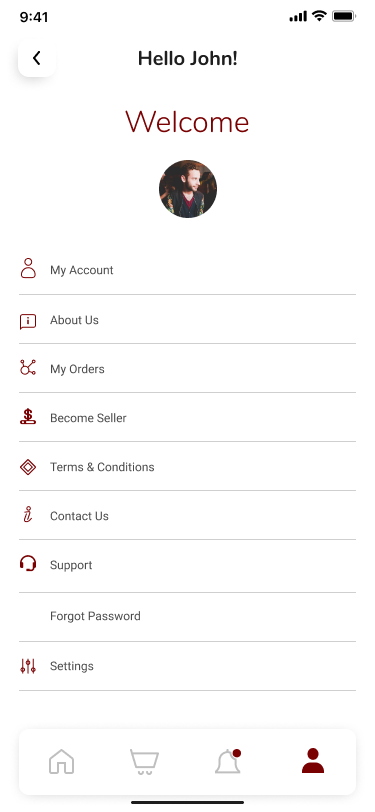 9:41
Hello John!
Welcome
My Account
About Us
My Orders
Become Seller
Terms & Conditions
Contact Us
Support
Forgot Password
Settings